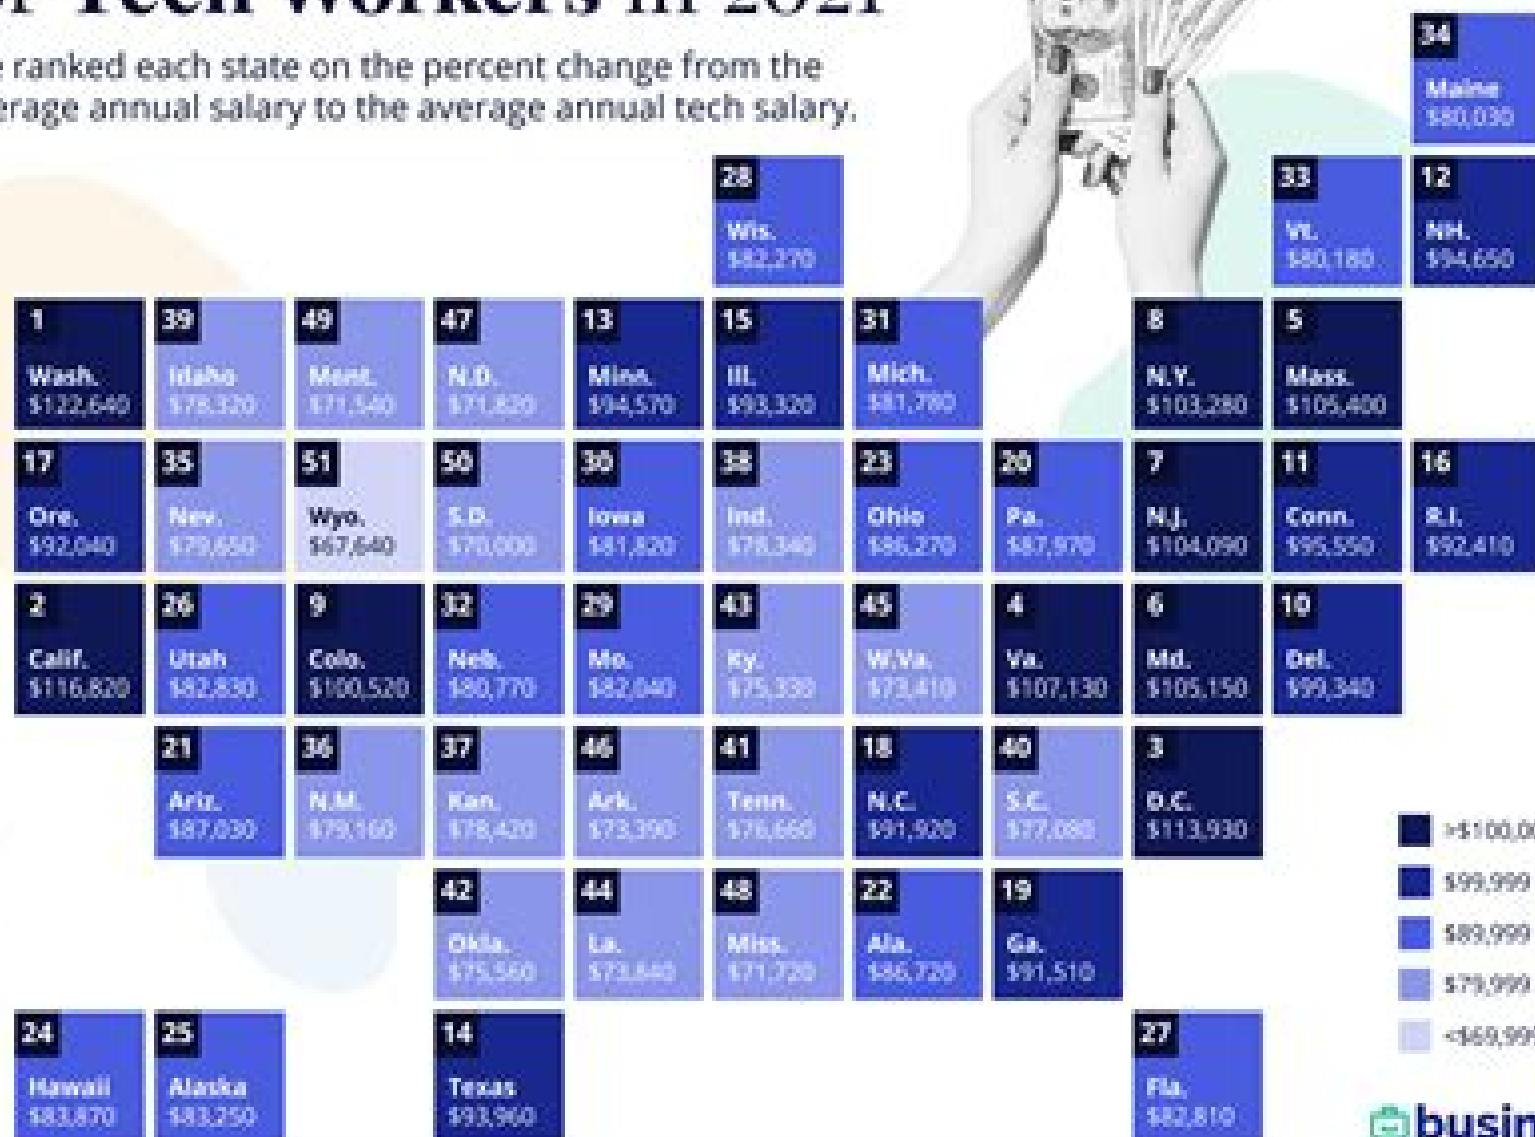 Tech Workers in 2021
ranked each state on the percent change from the
average annual salary to the average annual tech salary.
34
Maine
$80,030
28
Wis.
$82,270
33
Vt.
$80,180
12
NH.
$94,650
1
Wash.
$122,640
39
Idaho
$78,320
49
Mont.
$71,540
47
N.D.
$71,820
13
Minn.
$94,570
15
Ill.
$93,320
31
Mich.
$81,780
8
N.Y.
$103,280
5
Mass.
$105,400
17
Ore.
$92,040
35
Nev.
$79,650
51
Wyo.
$67,640
50
S.D.
$70,000
30
Iowa
$81,820
38
Ind.
$78,340
23
Ohio
$86,270
20
Pa.
$87,970
7
N.J.
$104,090
11
Conn.
$95,550
16
R.I.
$92,410
2
Calif.
$116,820
26
Utah
$82,830
9
Colo.
$100,520
32
Neb.
$80,770
29
Mo.
$82,040
43
Ky.
$75,330
45
W.Va.
$73,410
4
Va.
$107,130
6
Md.
$105,150
10
Del.
$99,340
21
Ariz.
$87,030
36
N.M.
$79,160
37
Kan.
$78,420
46
Ark.
$73,390
41
Tenn.
$76,660
18
N.C.
$91,920
40
S.C.
$77,080
3
D.C.
$113,930
42
Okla.
$75,560
44
La.
$73,640
48
Miss.
$71,720
22
Ala.
$86,720
19
Ga.
$91,510
24
Hawaii
$83,870
25
Alaska
$83,250
14
Texas
$93,960
27
Fla.
$82,810
>$100,0
$99,999
$89,999
$79,999
<$69,999
busin